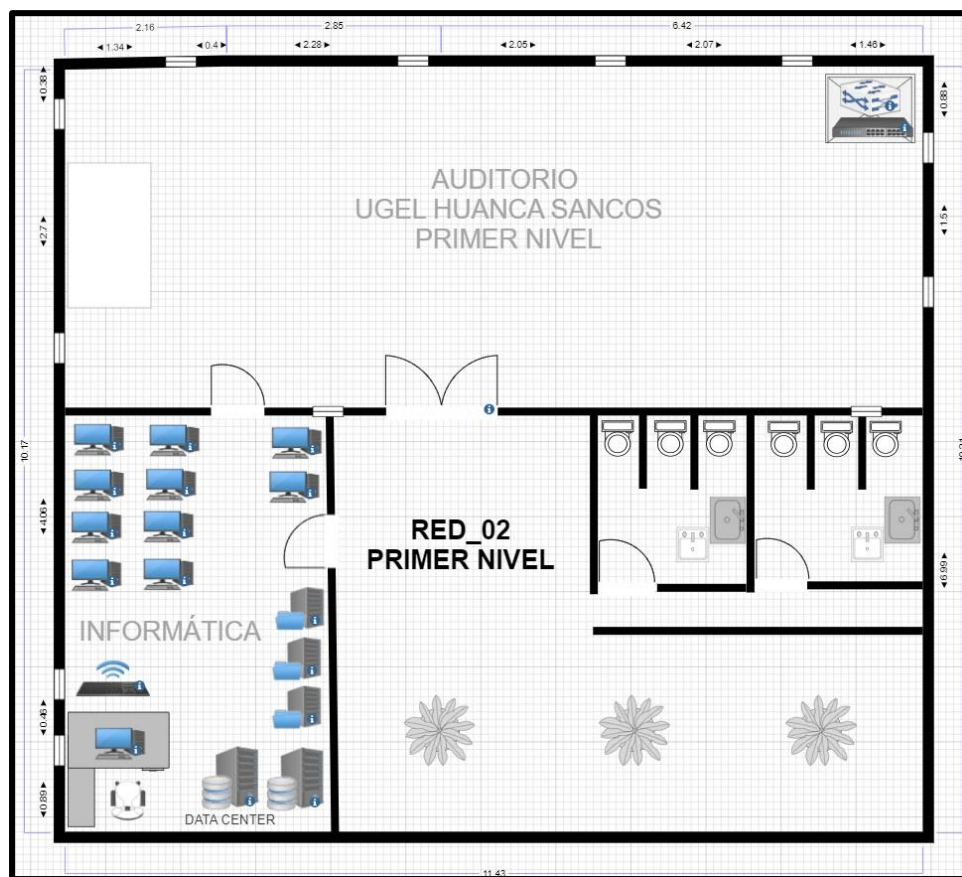 2.16
2.85
6.42
1.34
0.4
2.28
2.05
2.07
1.46
0.38
0.88
AUDITORIO
UGEL HUANCA SANCOS
PRIMER NIVEL
2.7
1.5
10.17
4.06
RED_02
PRIMER NIVEL
6.99
INFORMÁTICA
0.46
0.89
DATA CENTER
11.43